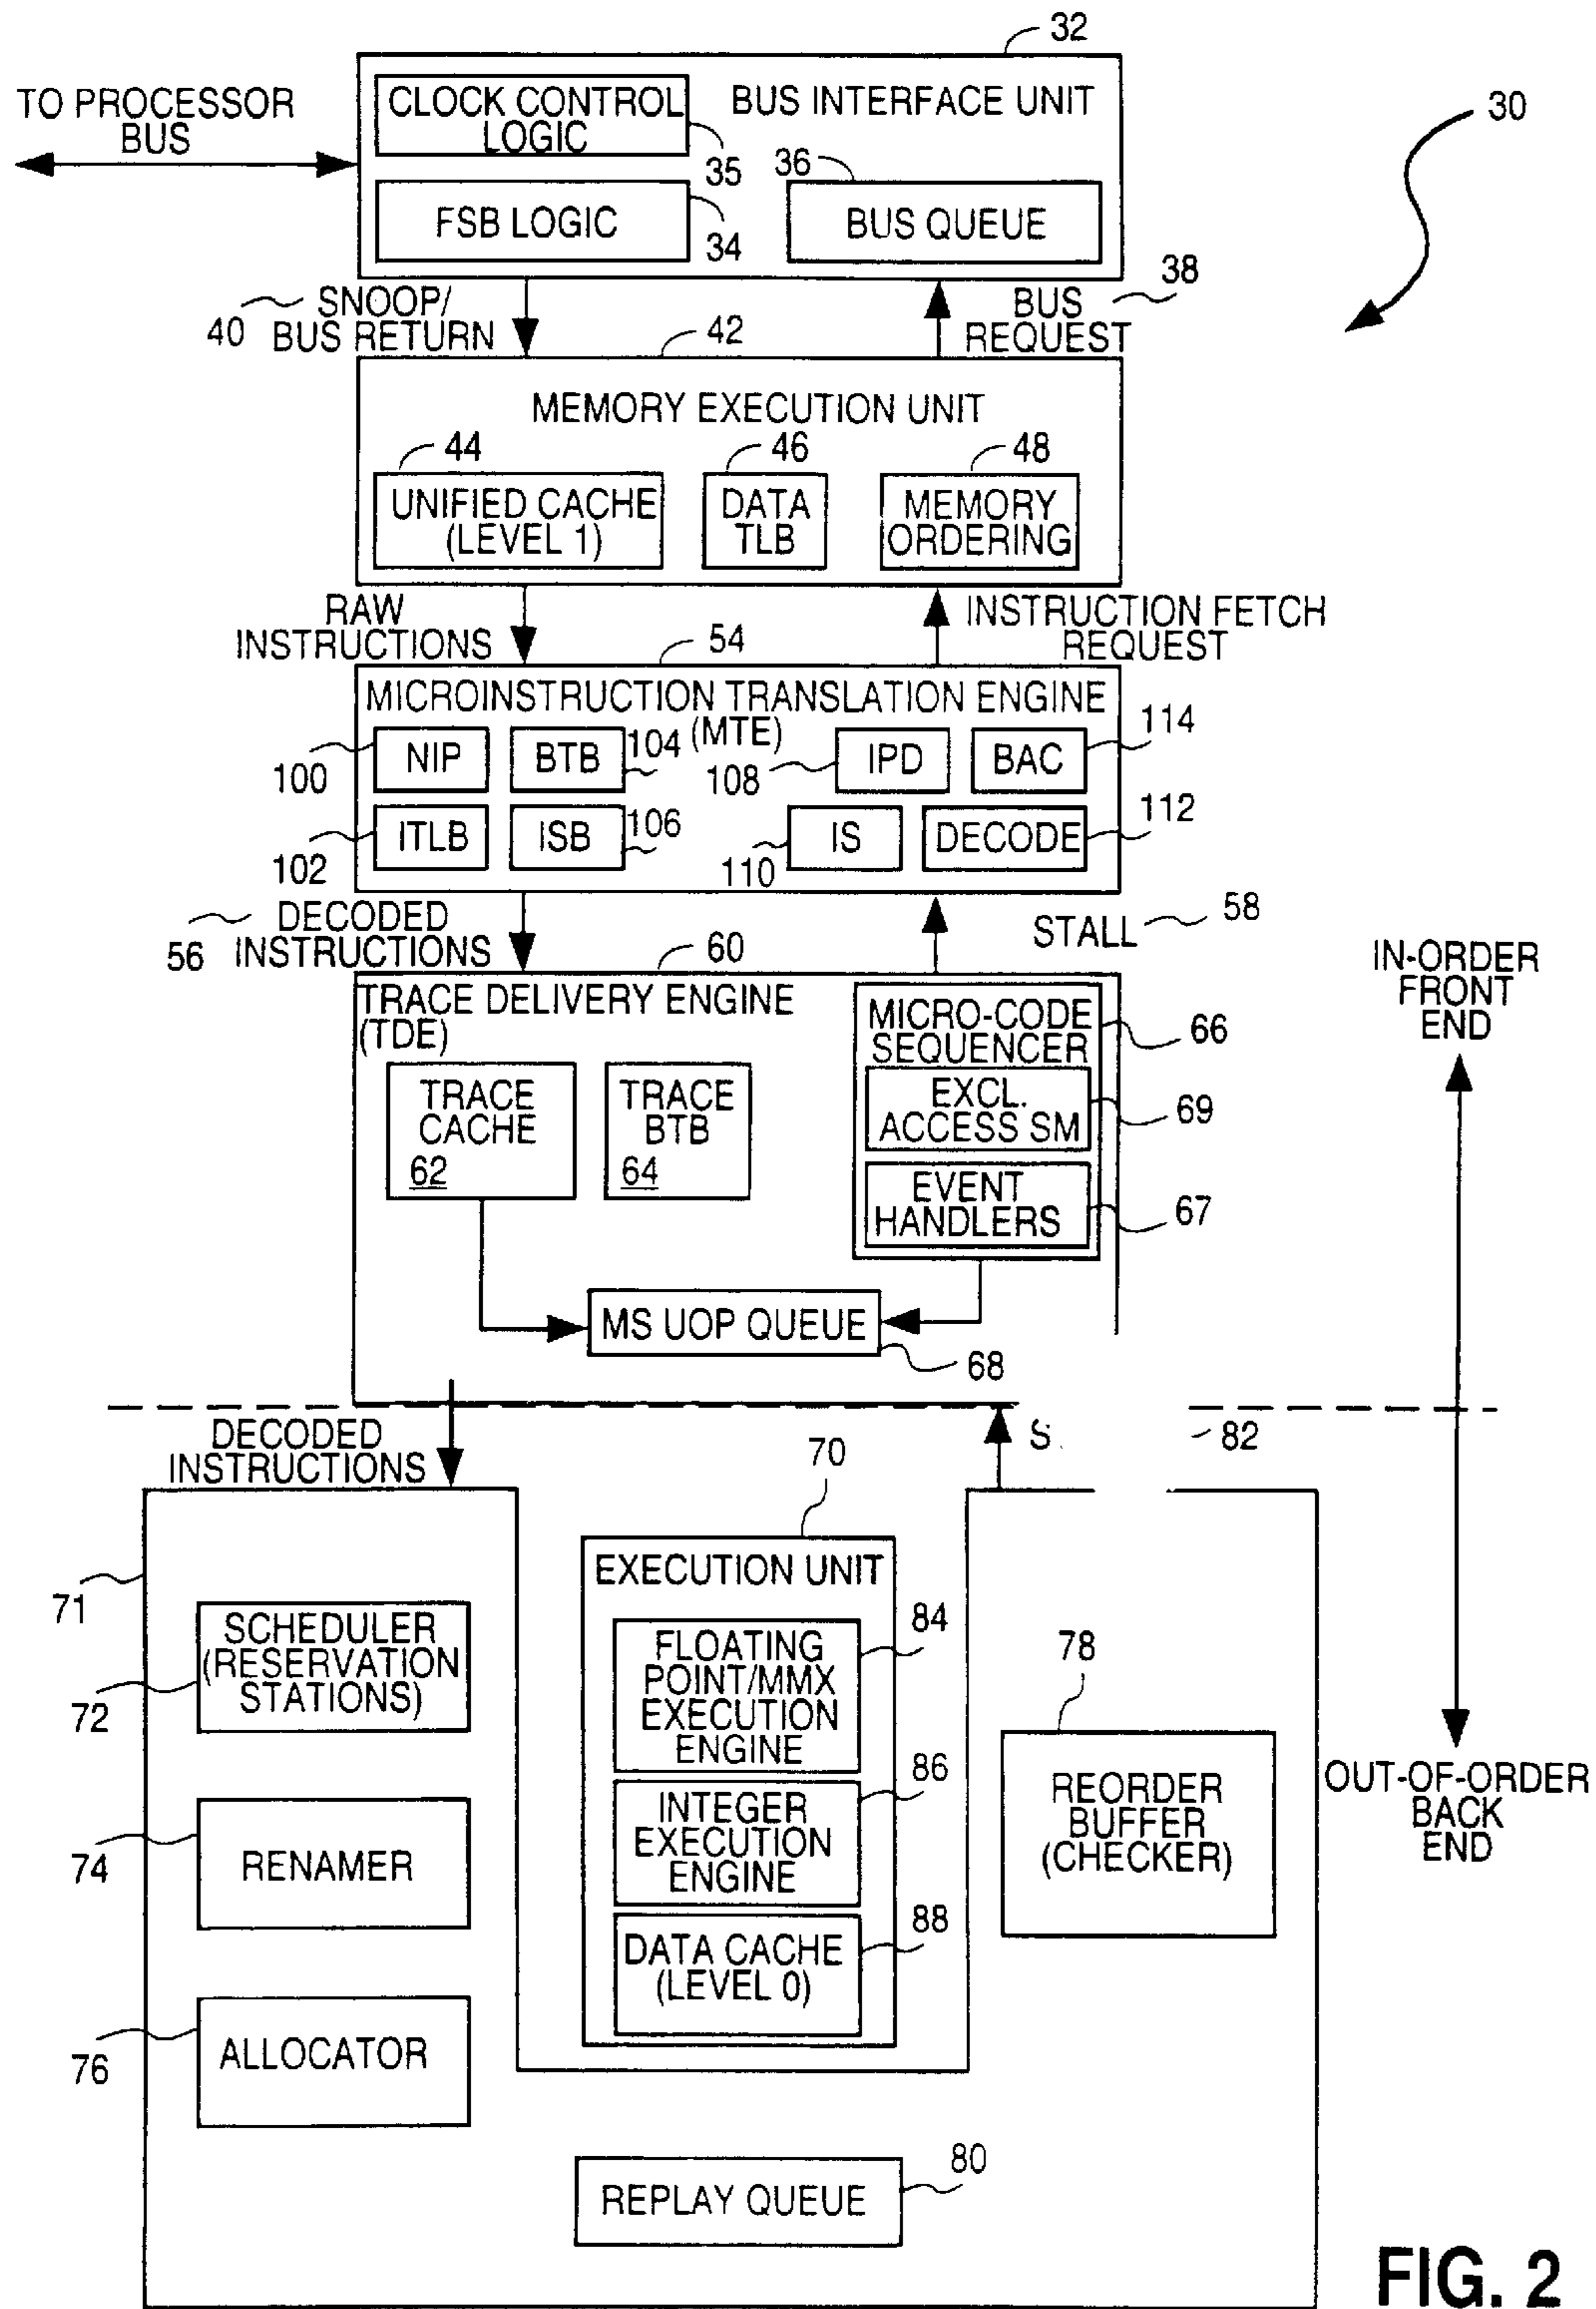 32
TO PROCESSOR
BUS
CLOCK CONTROL
LOGIC
35
BUS INTERFACE UNIT
30
FSB LOGIC
34
36
BUS QUEUE
40
SNOOP/
BUS RETURN
38
BUS
REQUEST
42
MEMORY EXECUTION UNIT
44
UNIFIED CACHE
(LEVEL 1)
46
DATA
TLB
48
MEMORY
ORDERING
RAW
INSTRUCTIONS
INSTRUCTION FETCH
REQUEST
54
MICROINSTRUCTION TRANSLATION ENGINE
(MTE)
100
NIP
BTB
104
108
IPD
BAC
114
102
ITLB
ISB
106
110
IS
DECODE
112
56
DECODED
INSTRUCTIONS
STALL
58
60
TRACE DELIVERY ENGINE
(TDE)
TRACE
CACHE
62
TRACE
BTB
64
MICRO-CODE
SEQUENCER
66
EXCL.
ACCESS SM
69
EVENT
HANDLERS
67
MS UOP QUEUE
68
IN-ORDER
FRONT
END
DECODED
INSTRUCTIONS
S
82
70
71
EXECUTION UNIT
SCHEDULER
(RESERVATION
STATIONS)
72
RENAMER
74
ALLOCATOR
76
FLOATING
POINT/MMX
EXECUTION
ENGINE
84
INTEGER
EXECUTION
ENGINE
86
DATA CACHE
(LEVEL 0)
88
78
REORDER
BUFFER
(CHECKER)
OUT-OF-ORDER
BACK
END
REPLAY QUEUE
80
FIG. 2